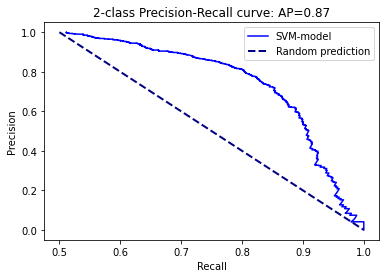 2-class Precision-Recall curve: AP=0.87
SVM-model
Random prediction
Precision
1.0
0.8
0.6
0.4
0.2
0.0
0.5 0.6 0.7 0.8 0.9 1.0
Recall